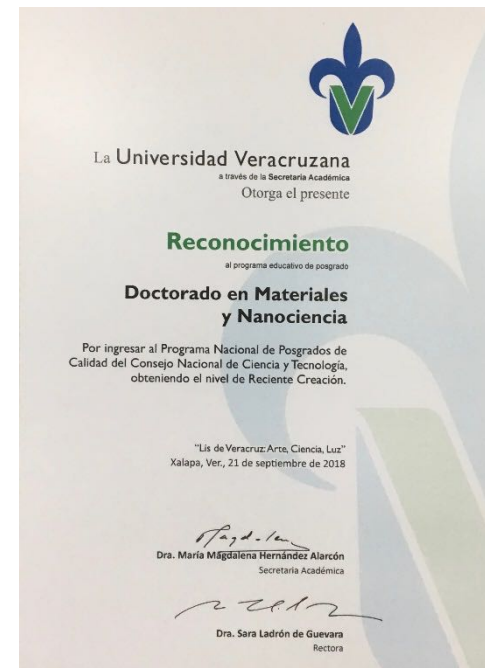 La Universidad Veracruzana
a través de la Secretaría Académica
Otorga el presente
Reconocimiento
al programa educativo de posgrado
Doctorado en Materiales
y Nanociencia
Por ingresar al Programa Nacional de Posgrados de
Calidad del Consejo Nacional de Ciencia y Tecnología,
obteniendo el nivel de Reciente Creación.
"Lis de Veracruz: Arte, Ciencia, Luz"
Xalapa, Ver., 21 de septiembre de 2018
Dra. María Magdalena Hernández Alarcón
Secretaria Académica
Dra. Sara Ladrón de Guevara
Rectora